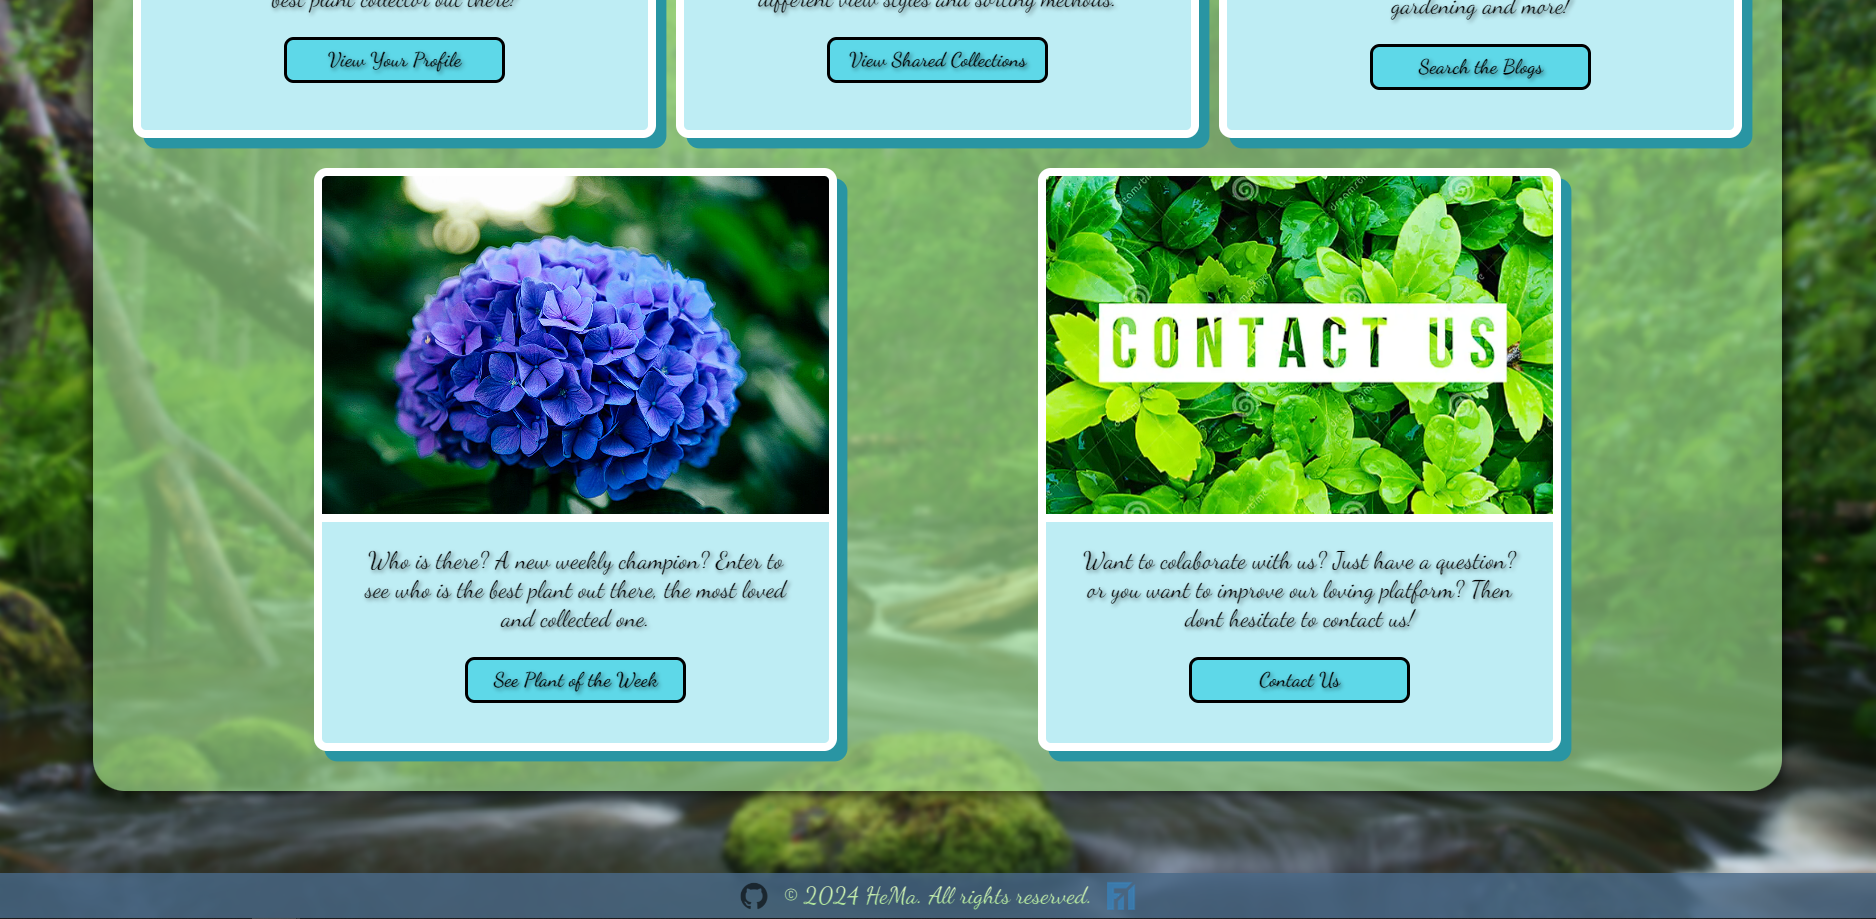 best plant collector out there!
different view styles and sorting methods.
gardening and more!
View Your Profile
View Shared Collections
Search the Blogs
CONTACT US
Who is there? A new weekly champion? Enter to
see who is the best plant out there, the most loved
and collected one.
See Plant of the Week
Want to colaborate with us? Just have a question?
or you want to improve our loving platform? Then
dont hesitate to contact us!
Contact Us
© 2024 HeMa. All rights reserved.